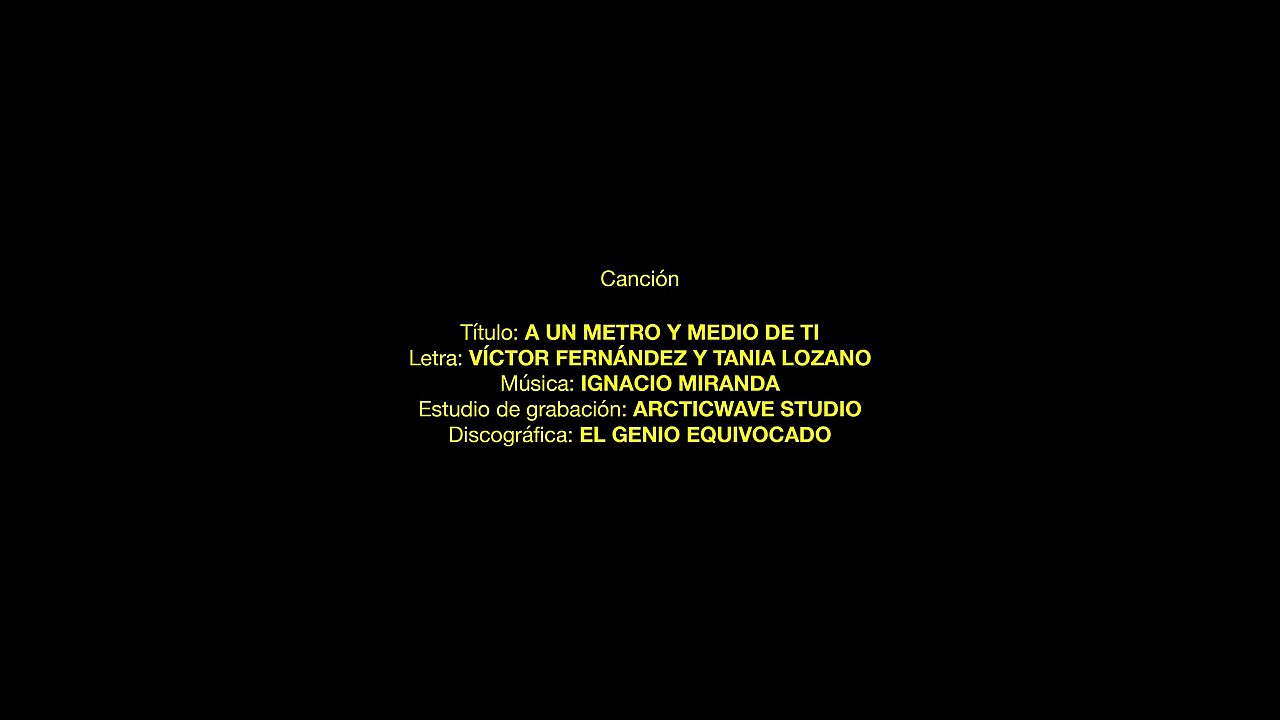 Canción
Título: A UN METRO Y MEDIO DE TI
Letra: VÍCTOR FERNÁNDEZ Y TANIA LOZANO
Música: IGNACIO MIRANDA
Estudio de grabación: ARCTICWAVE STUDIO
Discográfica: EL GENIO EQUIVOCADO